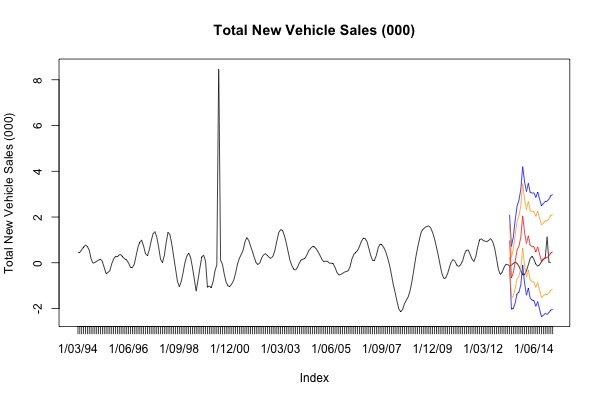 Total New Vehicle Sales (000)
Total New Vehicle Sales (000)
8
6
4
2
0
-2
1/03/94 1/06/96 1/09/98 1/12/00 1/03/03 1/06/05 1/09/07 1/12/09 1/03/12 1/06/14
Index